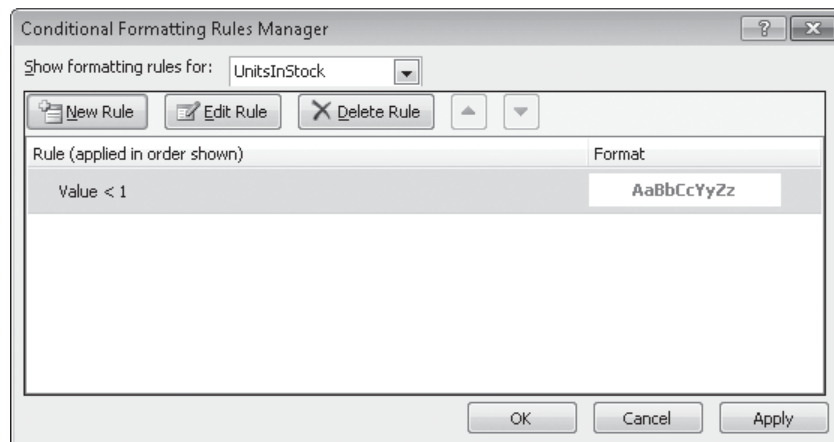 Conditional Formatting Rules Manager
Show formatting rules for: UnitsInStock
New Rule Edit Rule Delete Rule
Rule (applied in order shown) Format
Value < 1 AaBbCcYyZz
OK Cancel Apply